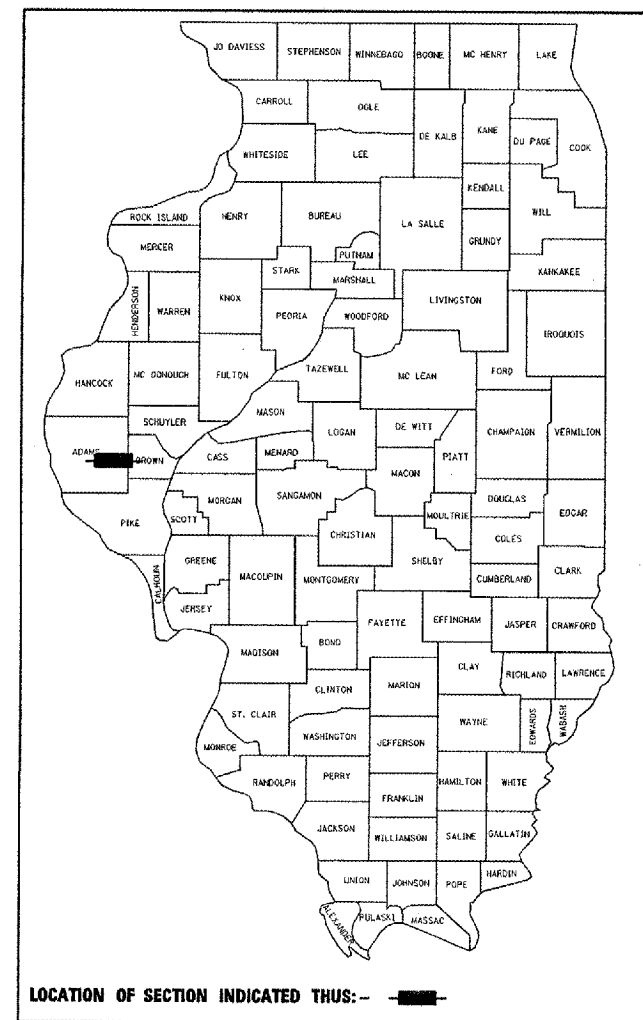 JO DAVIESS STEPHENSON WINNEBAGO BOONE MC HENRY LAKE
CARROLL OGLE
DE KALB KANE DU PAGE COOK
WHITESIDE LEE
KENDALL
ROCK ISLAND HENRY BUREAU LA SALLE WILL
MERCER PUTNAM GRUNDY
STARK KANKAKEE
MARSHALL
HENDERSON WARREN KNOX LIVINGSTON
PEORIA WOODFORD
IROQUOIS
TAZEWELL
HANCOCK MC DONOUGH FULTON MC LEAN FORD
MASON
SCHUYLER LOGAN DE WITT CHAMPAION VERMILION
ADAMS BROWN CASS MENARD PIATT
MACON
MORGAN SANGAMON DOUGLAS
PIKE SCOTT MOULTRIE EDGAR
CHRISTIAN COLES
GREENE SHELBY
CALHOUN MACOUPIN MONTGOMERY CUMBERLAND CLARK
JERSEY
FAYETTE EFFINGHAM JASPER CRAWFORD
BOND
MADISON CLAY
CLINTON MARION RICHLAND LAWRENCE
ST. CLAIR WAYNE EDWARDS WABASH
WASHINGTON JEFFERSON
MONROE
RANDOLPH PERRY HAMILTON WHITE
FRANKLIN
JACKSON WILLIAMSON SALINE GALLATIN
HARDIN
UNION JOHNSON POPE
ALEXANDER PULASKI MASSAC
LOCATION OF SECTION INDICATED THUS:-